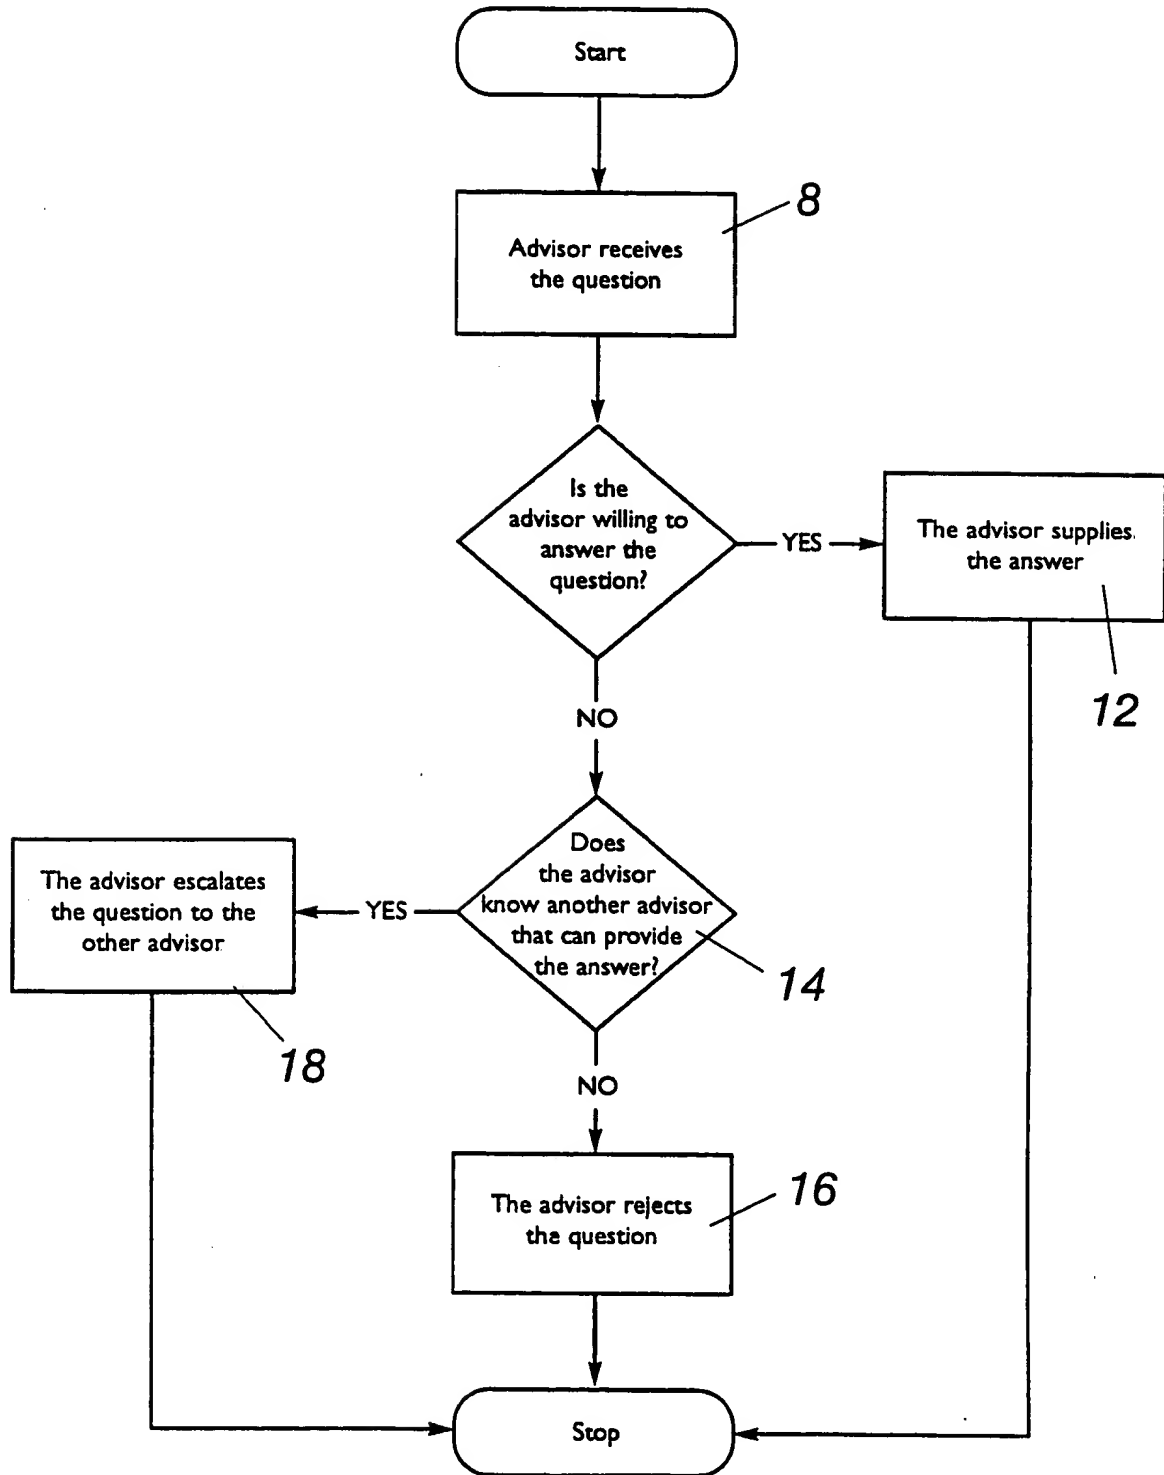 Start
8
Advisor receives
the question
Is the
advisor willing to
answer the
question?
YES
The advisor supplies
the answer
12
NO
Does
the advisor
know another advisor
that can provide
the answer?
14
YES
The advisor escalates
the question to the
other advisor
18
NO
The advisor rejects
the question
16
Stop